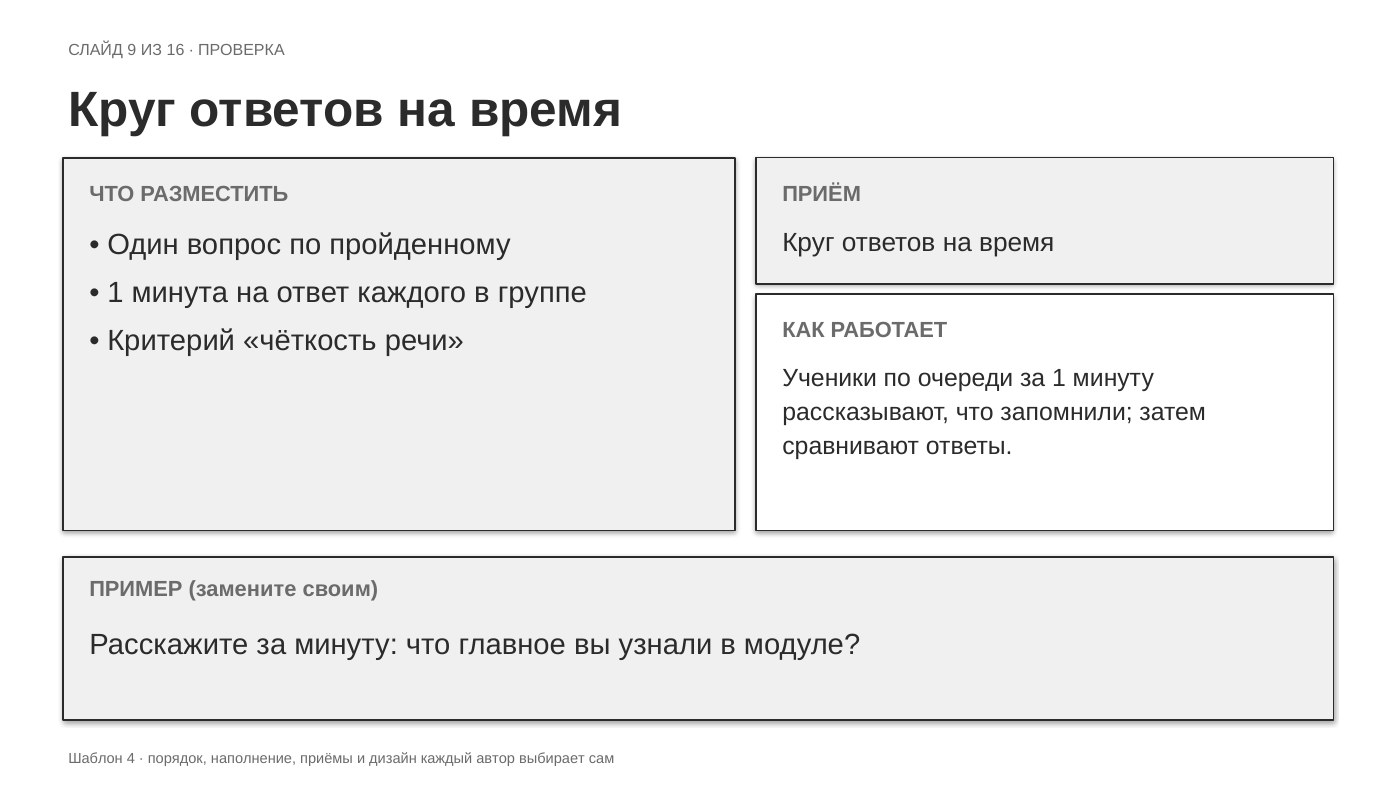 СЛАЙД 9 ИЗ 16 · ПРОВЕРКА
Круг ответов на время
ЧТО РАЗМЕСТИТЬ
• Один вопрос по пройденному
• 1 минута на ответ каждого в группе
• Критерий «чёткость речи»
ПРИЁМ
Круг ответов на время
КАК РАБОТАЕТ
Ученики по очереди за 1 минуту
рассказывают, что запомнили; затем
сравнивают ответы.
ПРИМЕР (замените своим)
Расскажите за минуту: что главное вы узнали в модуле?
Шаблон 4 · порядок, наполнение, приёмы и дизайн каждый автор выбирает сам